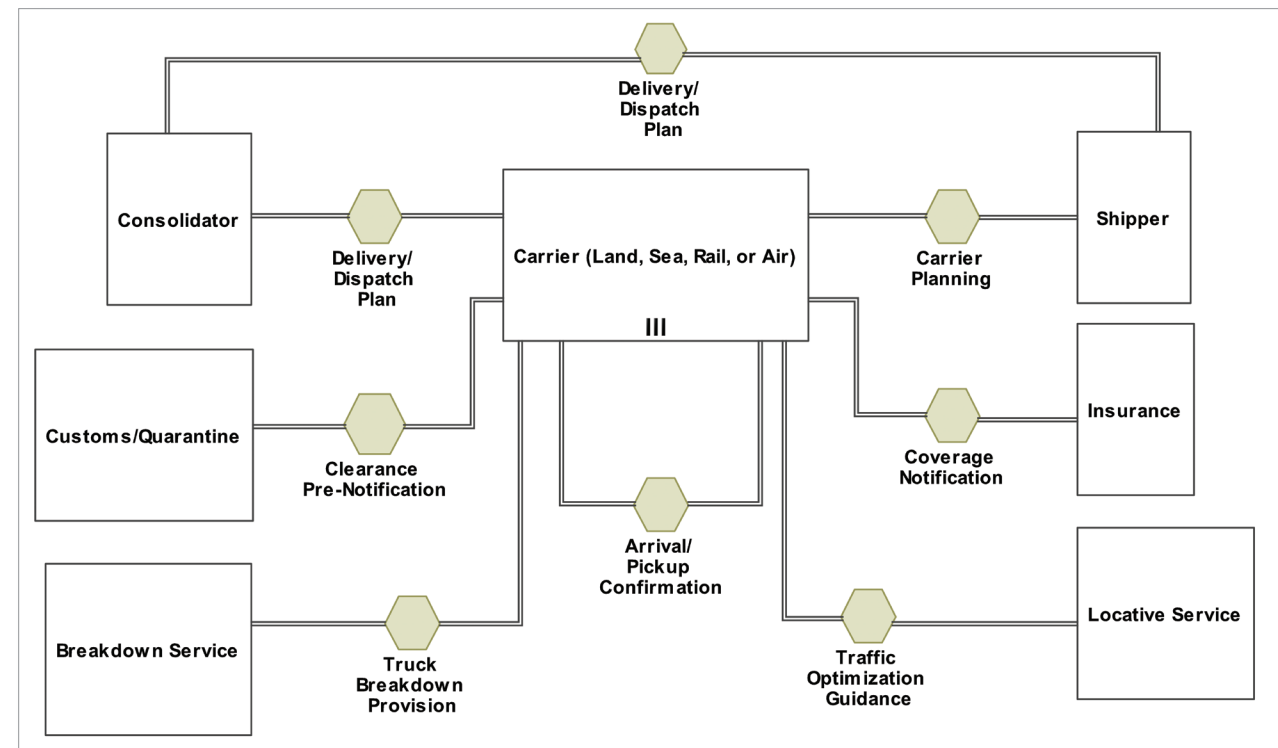 Delivery/
Dispatch
Plan
Consolidator
Delivery/
Dispatch
Plan
Carrier (Land, Sea, Rail, or Air)
Carrier
Planning
Shipper
Customs/Quarantine
Clearance
Pre-Notification
Coverage
Notification
Insurance
Arrival/
Pickup
Confirmation
Breakdown Service
Truck
Breakdown
Provision
Traffic
Optimization
Guidance
Locative Service